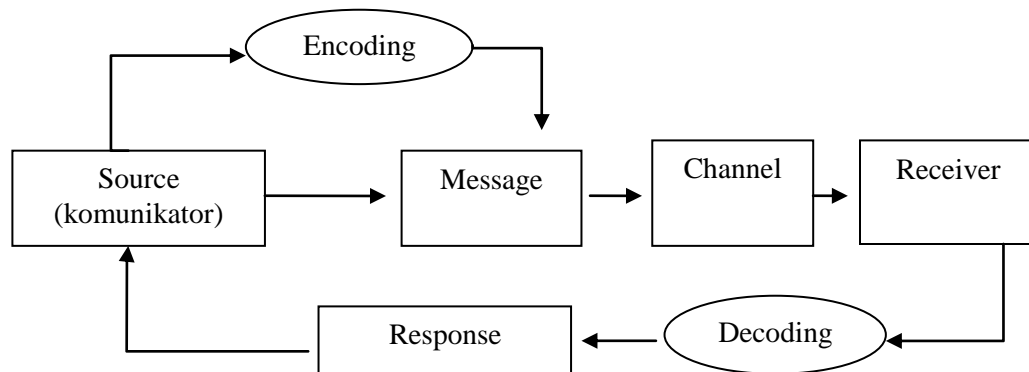 Encoding
Source
(komunikator)
Message
Channel
Receiver
Response
Decoding